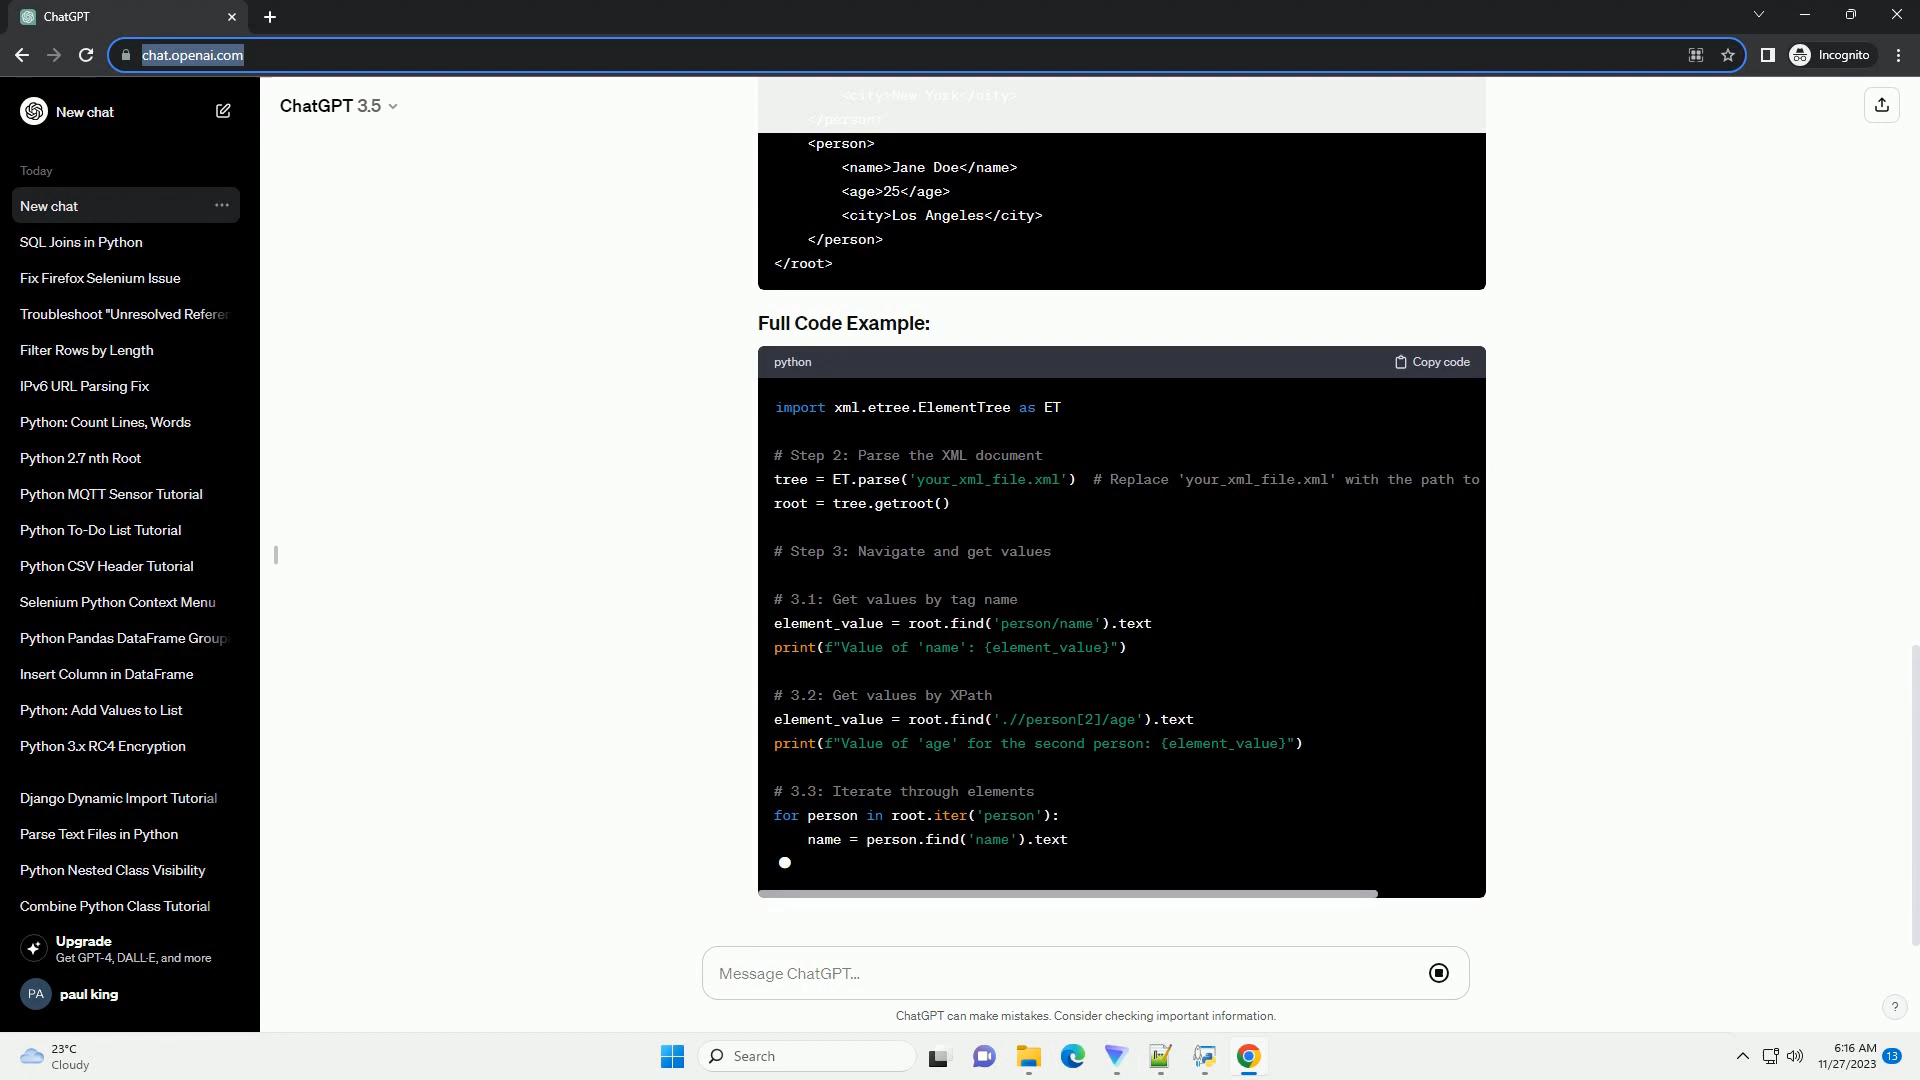 ChatGPT
chat.openai.com
Incognito
New chat
Today
New chat
SQL Joins in Python
Fix Firefox Selenium Issue
Troubleshoot "Unresolved Refere
Filter Rows by Length
IPv6 URL Parsing Fix
Python: Count Lines, Words
Python 2.7 nth Root
Python MQTT Sensor Tutorial
Python To-Do List Tutorial
Python CSV Header Tutorial
Selenium Python Context Menu
Python Pandas DataFrame Group
Insert Column in DataFrame
Python: Add Values to List
Python 3.x RC4 Encryption
Django Dynamic Import Tutorial
Parse Text Files in Python
Python Nested Class Visibility
Combine Python Class Tutorial
Upgrade
Get GPT-4, DALL·E, and more
PA paul king
ChatGPT 3.5
<city>New York</city>
</person>
<person>
<name>Jane Doe</name>
<age>25</age>
<city>Los Angeles</city>
</person>
</root>
Full Code Example:
python Copy code
import xml.etree.ElementTree as ET
# Step 2: Parse the XML document
tree = ET.parse('your_xml_file.xml')  # Replace 'your_xml_file.xml' with the path to
root = tree.getroot()
# Step 3: Navigate and get values
# 3.1: Get values by tag name
element_value = root.find('person/name').text
print(f"Value of 'name': {element_value}")
# 3.2: Get values by XPath
element_value = root.find('.//person[2]/age').text
print(f"Value of 'age' for the second person: {element_value}")
# 3.3: Iterate through elements
for person in root.iter('person'):
name = person.find('name').text
Message ChatGPT...
ChatGPT can make mistakes. Consider checking important information.
?
23°C
Cloudy
Search
6:16 AM
11/27/2023
13